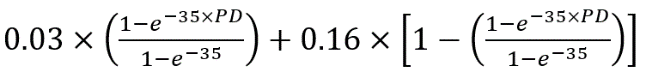 0.03 × ((1−e^{−35×PD})/(1−e^{−35})) + 0.16 × [1 − ((1−e^{−35×PD})/(1−e^{−35}))]